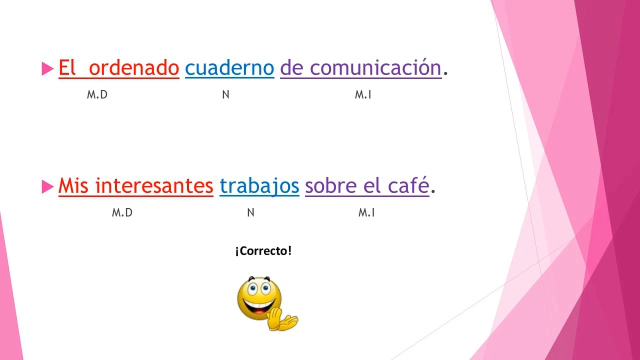 El ordenado cuaderno de comunicación.
M.D N M.I
Mis interesantes trabajos sobre el café.
M.D N M.I
¡Correcto!